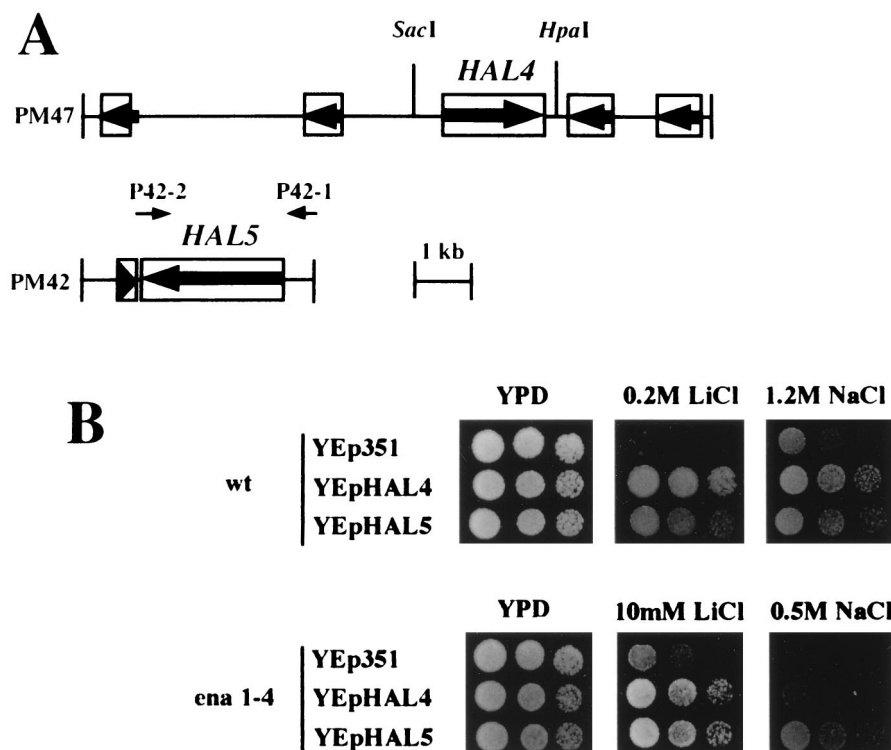 A
SacI HpaI
HAL4
PM47
P42-2 P42-1
HAL5
1 kb
PM42
B
YPD 0.2M LiCl 1.2M NaCl
YEp351
wt YEpHAL4
YEpHAL5
YPD 10mM LiCl 0.5M NaCl
YEp351
ena 1-4 YEpHAL4
YEpHAL5